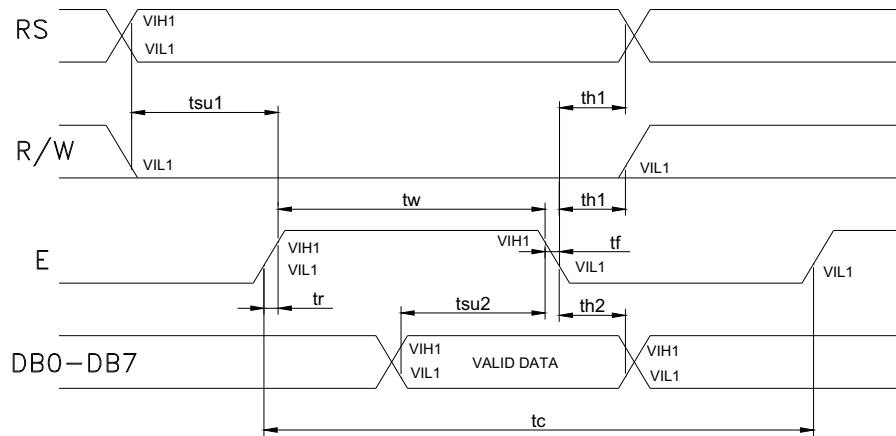 RS
VIH1
VIL1
tsu1
th1
R/W
VIL1
VIL1
tw
th1
E
VIH1
VIL1
VIH1
tf
VIL1
VIL1
tr
tsu2
th2
DB0-DB7
VIH1
VIL1
VALID DATA
VIH1
VIL1
tc